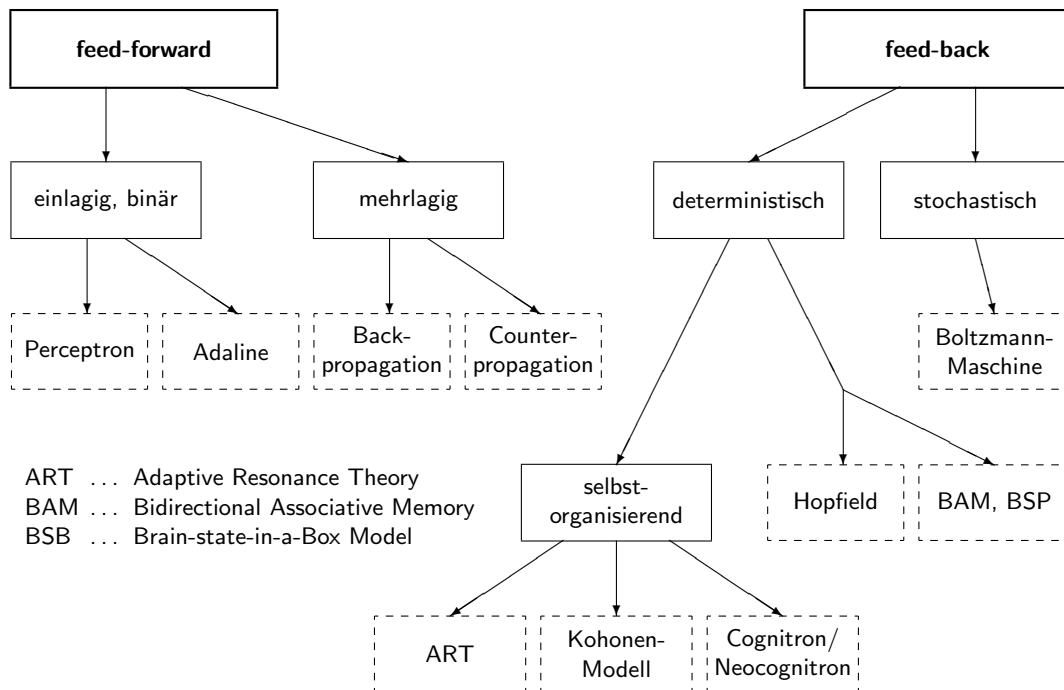 feed-forward
feed-back
einlagig, binär
mehrlagig
deterministisch
stochastisch
Perceptron
Adaline
Back-
propagation
Counter-
propagation
Boltzmann-
Maschine
ART ... Adaptive Resonance Theory
BAM ... Bidirectional Associative Memory
BSB ... Brain-state-in-a-Box Model
selbst-
organisierend
Hopfield
BAM, BSP
ART
Kohonen-
Modell
Cognitron/
Neocognitron